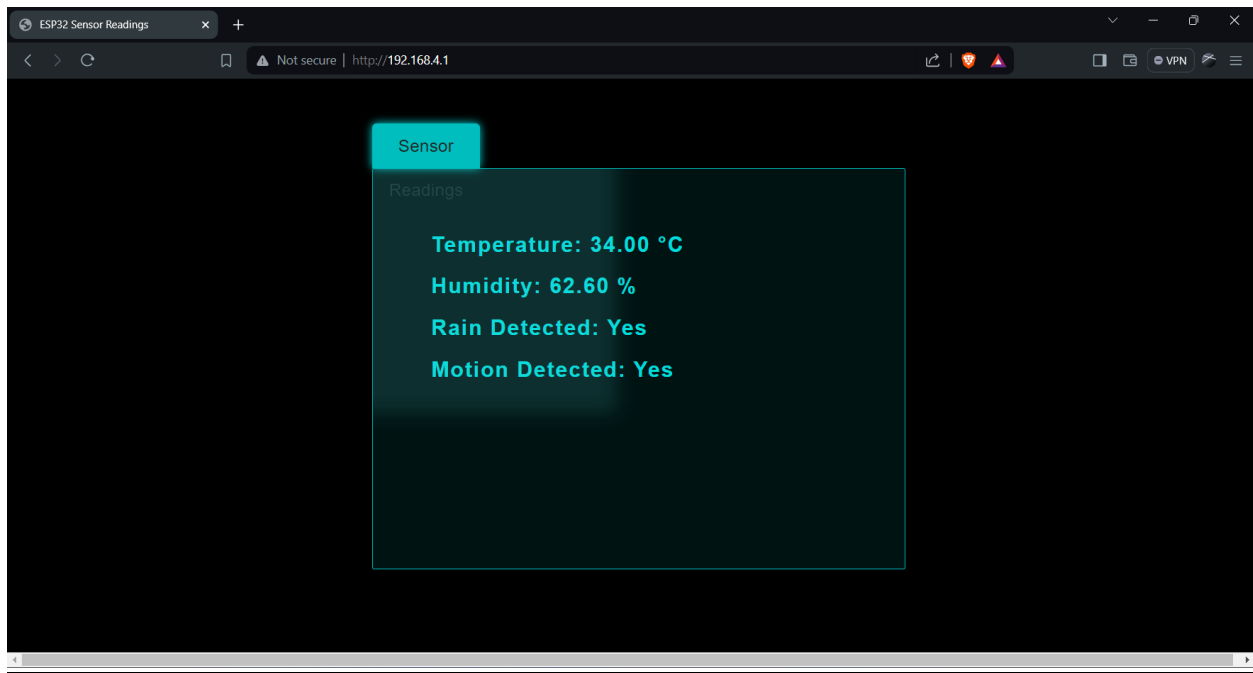 ESP32 Sensor Readings
Not secure | http://192.168.4.1
VPN
Sensor
Readings
Temperature: 34.00 °C
Humidity: 62.60 %
Rain Detected: Yes
Motion Detected: Yes